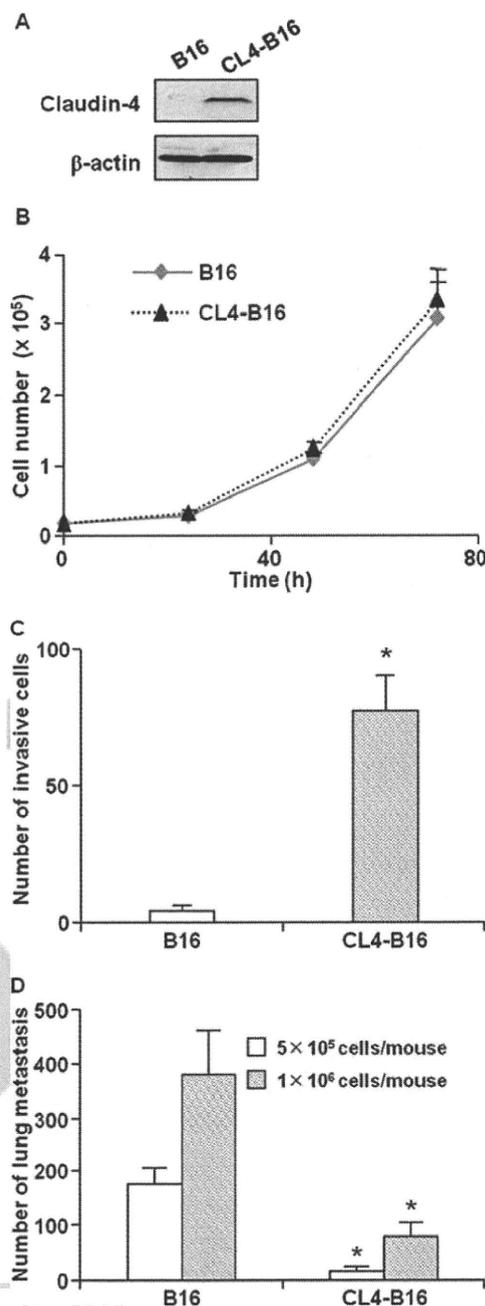 A
B16 CL4-B16
Claudin-4
β-actin
B
Cell number (x 10⁵)
4
3
2
1
0
B16
CL4-B16
0 40 80
Time (h)
C
Number of invasive cells
100
50
0
*
B16 CL4-B16
D
Number of lung metastasis
500
400
300
200
100
0
5×10⁵ cells/mouse
1×10⁶ cells/mouse
* *
B16 CL4-B16